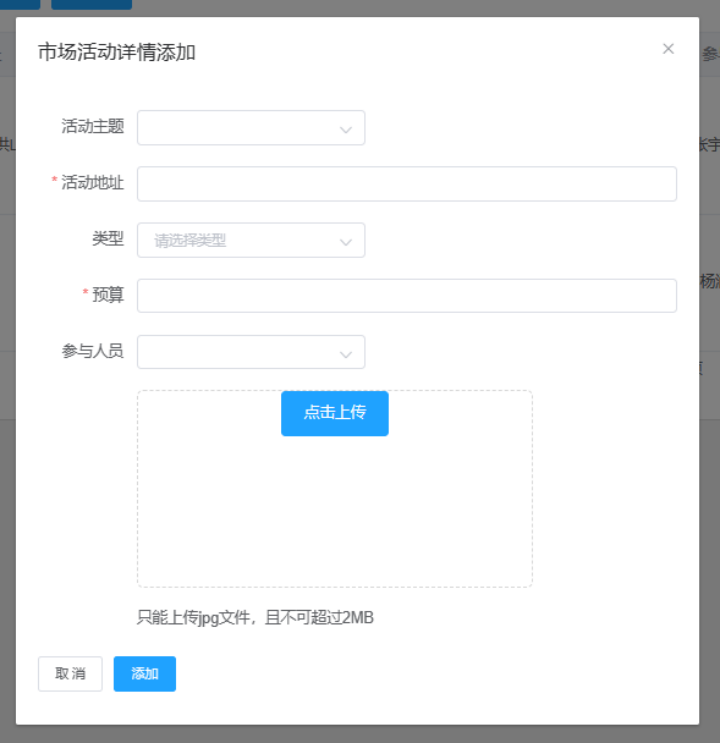 市场活动详情添加
活动主题
* 活动地址
类型 请选择类型
* 预算
参与人员
点击上传
只能上传jpg文件，且不可超过2MB
取消 添加